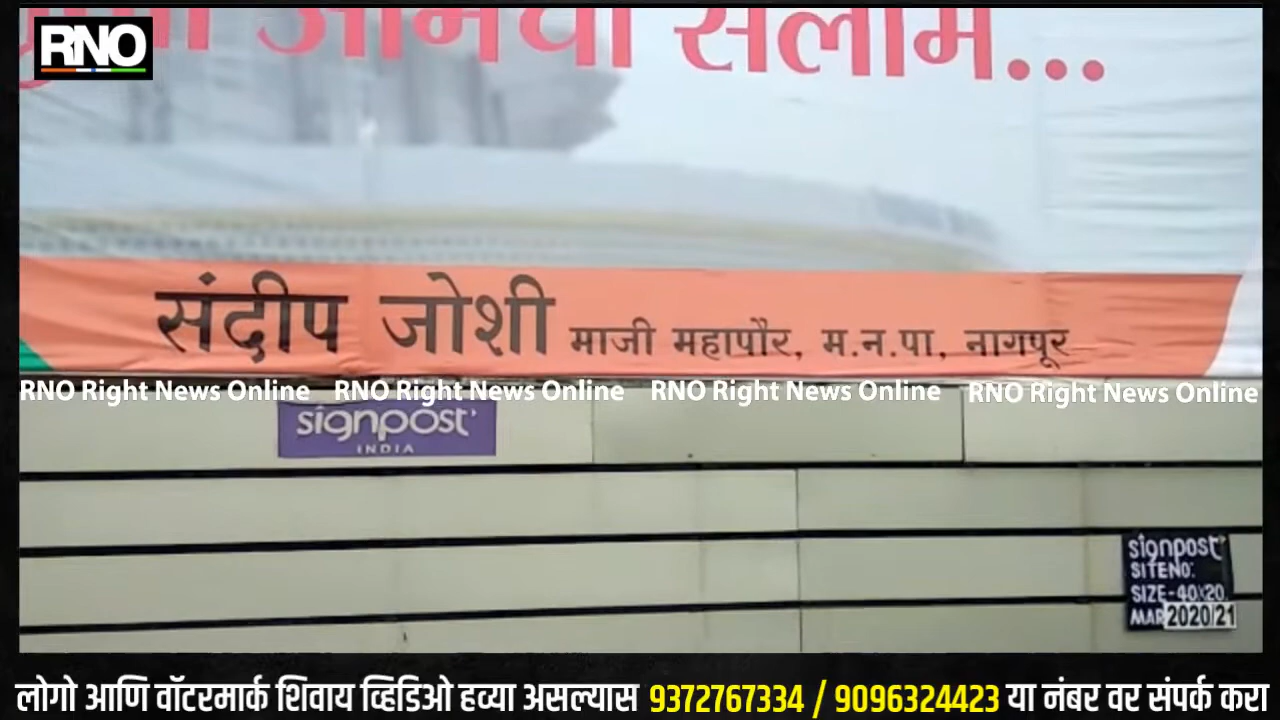 RNO
आमचा सलाम...
संदीप जोशी माजी महापौर, म.न.पा, नागपूर
RNO Right News Online RNO Right News Online RNO Right News Online RNO Right News Online
signpost
INDIA
signpost
SITENO:
SIZE-40x20
MAR 2020/21
लोगो आणि वॉटरमार्क शिवाय व्हिडिओ हव्या असल्यास 9372767334 / 9096324423 या नंबर वर संपर्क करा